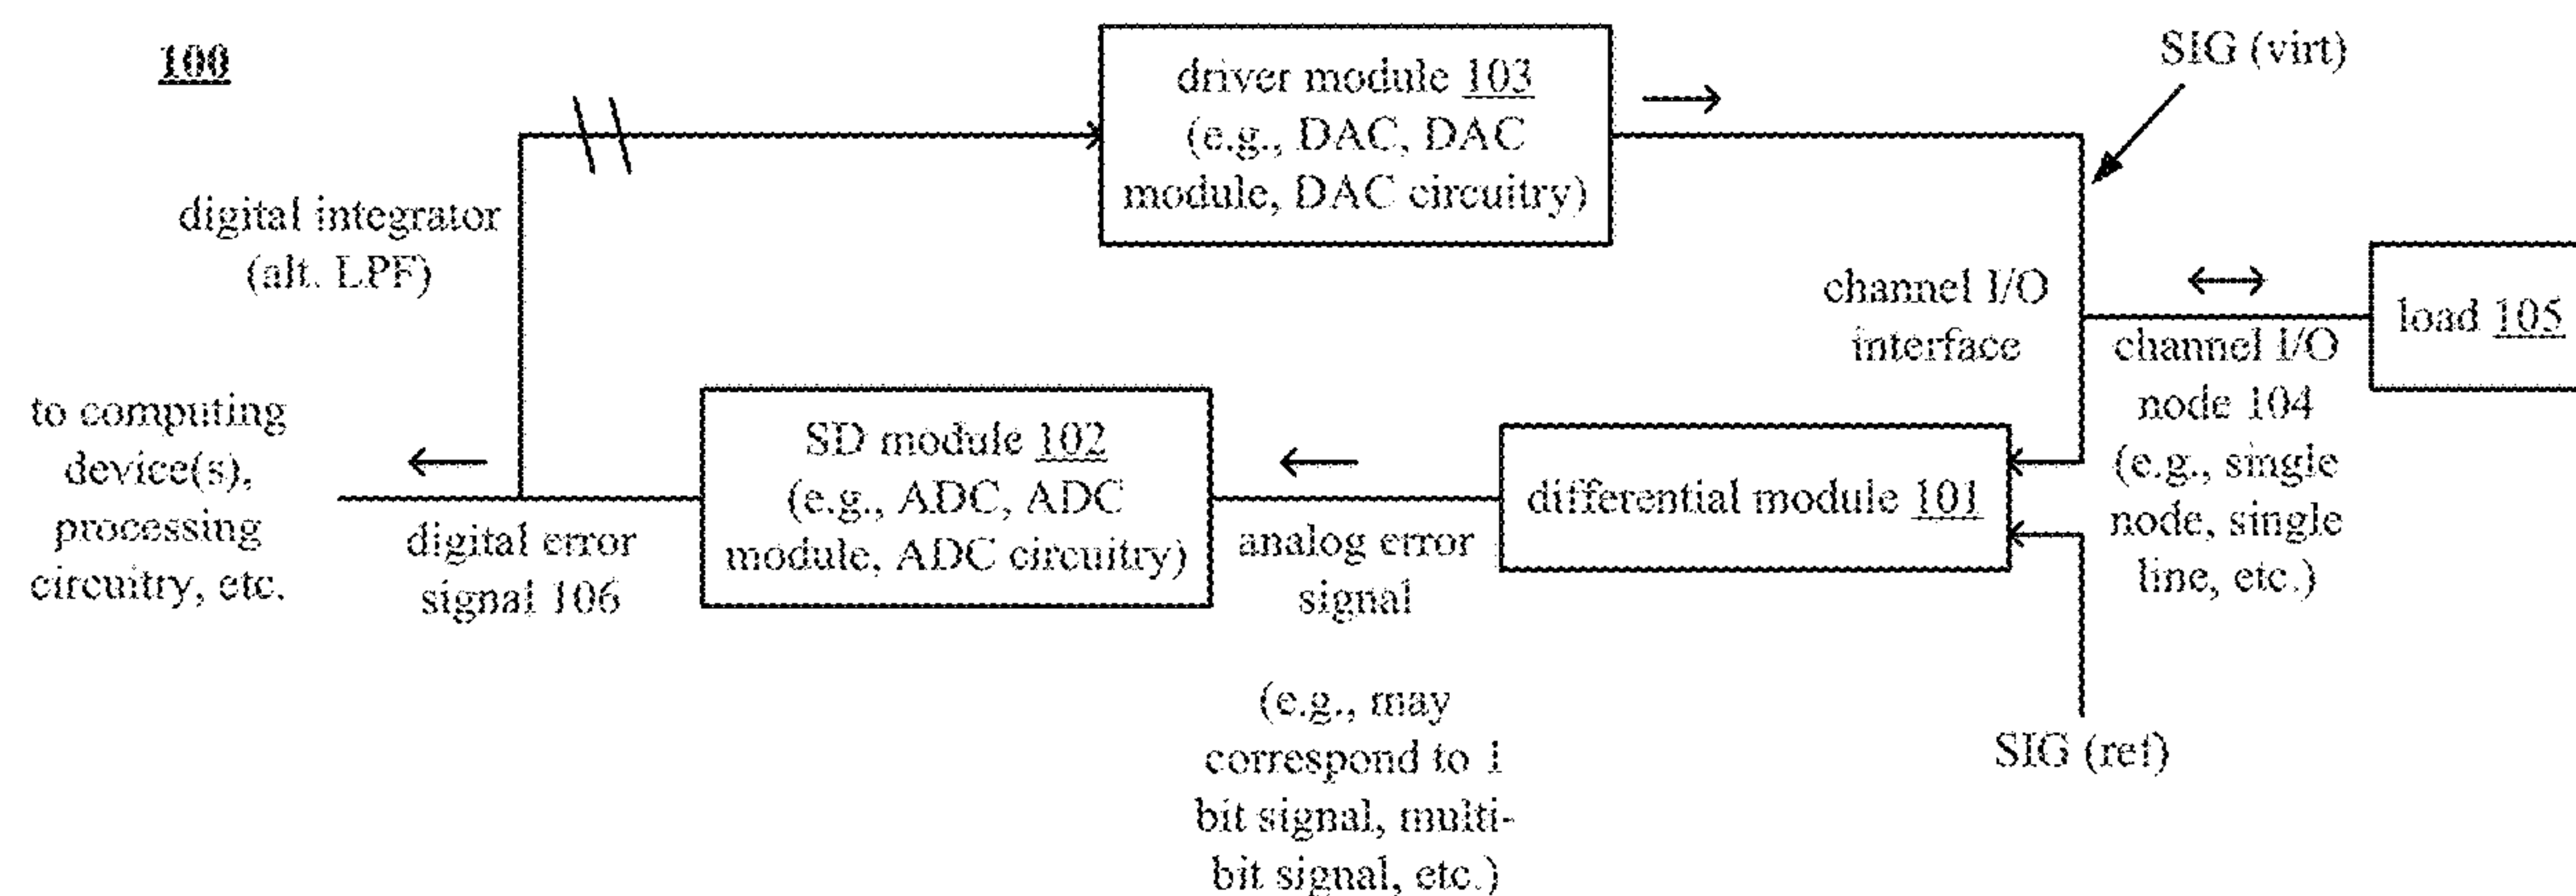 100
driver module 103
(e.g., DAC, DAC
module, DAC circuitry)
SIG (virt)
digital integrator
(alt. LPF)
channel I/O
interface
load 105
channel I/O
node 104
(e.g., single
node, single
line, etc.)
to computing
device(s),
processing
circuitry, etc.
digital error
signal 106
SD module 102
(e.g., ADC, ADC
module, ADC circuitry)
analog error
signal
differential module 101
(e.g., may
correspond to 1
bit signal, multi-
bit signal, etc.)
SIG (ref)